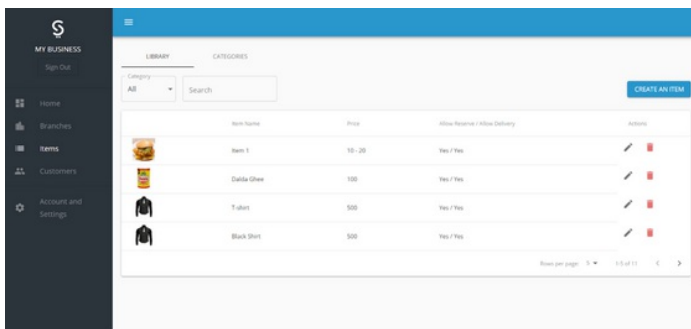 MY BUSINESS
Sign Out
Home
Branches
Items
Customers
Account and
Settings
LIBRARY CATEGORIES
Category
All Search
CREATE AN ITEM
Item Name Price Allow Reserve / Allow Delivery Actions
Item 1 10 - 20 Yes / Yes
Dalda Ghee 100 Yes / Yes
T-shirt 500 Yes / Yes
Black Shirt 500 Yes / Yes
Rows per page: 5 1-5 of 11